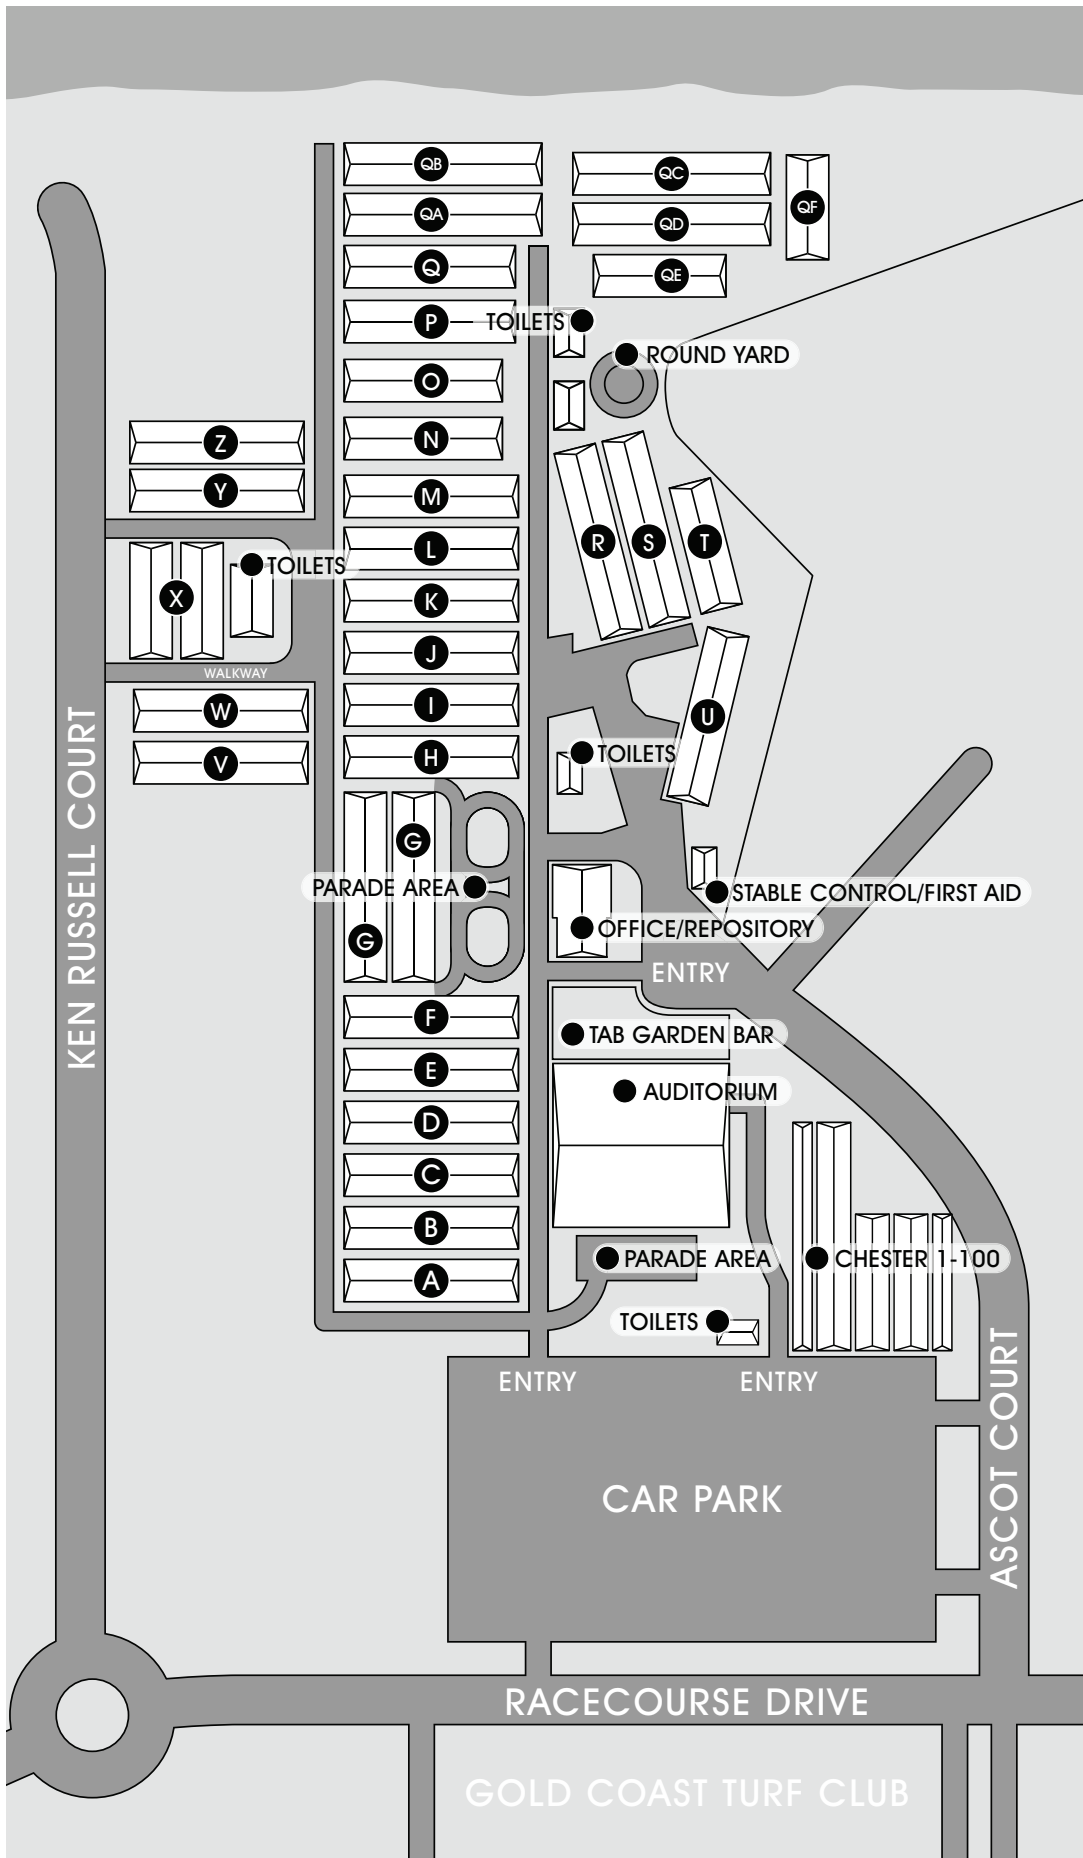 QB
QC
QF
QA
QD
Q
QE
P
TOILETS
ROUND YARD
O
N
Z
M
Y
R
S
T
L
TOILETS
X
K
J
WALKWAY
I
W
U
H
TOILETS
V
G
PARADE AREA
STABLE CONTROL/FIRST AID
OFFICE/REPOSITORY
G
KEN RUSSELL COURT
ENTRY
F
TAB GARDEN BAR
E
AUDITORIUM
D
C
B
PARADE AREA
CHESTER 1-100
A
TOILETS
ENTRY
ENTRY
ASCOT COURT
CAR PARK
RACECOURSE DRIVE
GOLD COAST TURF CLUB